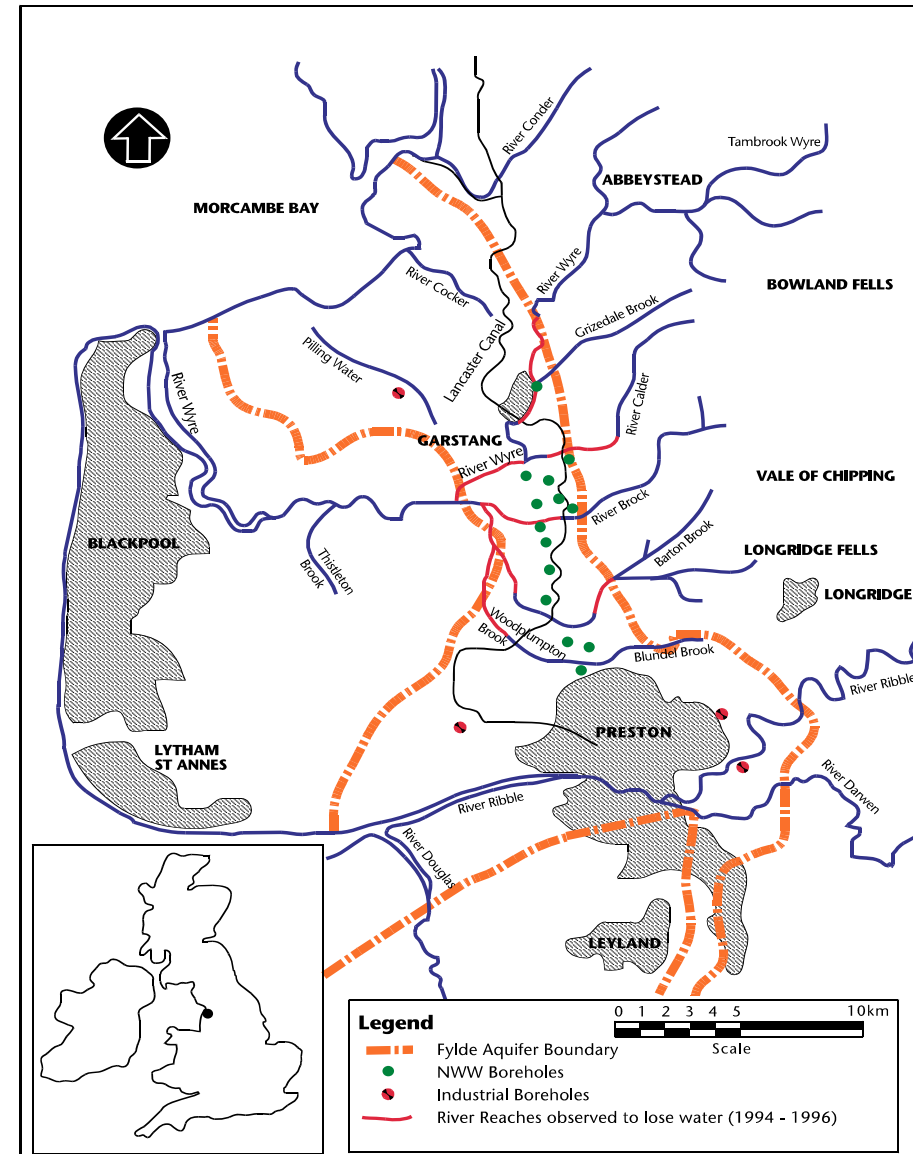 River Conder
Tambrook Wyre
ABBEYSTEAD
MORCAMBE BAY
River Wyre
River Cocker
BOWLAND FELLS
Grizedale Brook
Lancaster Canal
Pilling Water
River Calder
River Wyre
GARSTANG
River Wyre
VALE OF CHIPPING
River Brock
Barton Brook
BLACKPOOL
LONGRIDGE FELLS
Thistleton
Brook
LONGRIDGE
Woodplumpton
Brook
Blundel Brook
River Ribble
PRESTON
LYTHAM
ST ANNES
River Darwen
River Ribble
River Douglas
LEYLAND
0 1 2 3 4 5 10km
Scale
Legend
Fylde Aquifer Boundary
NWW Boreholes
Industrial Boreholes
River Reaches observed to lose water (1994 - 1996)